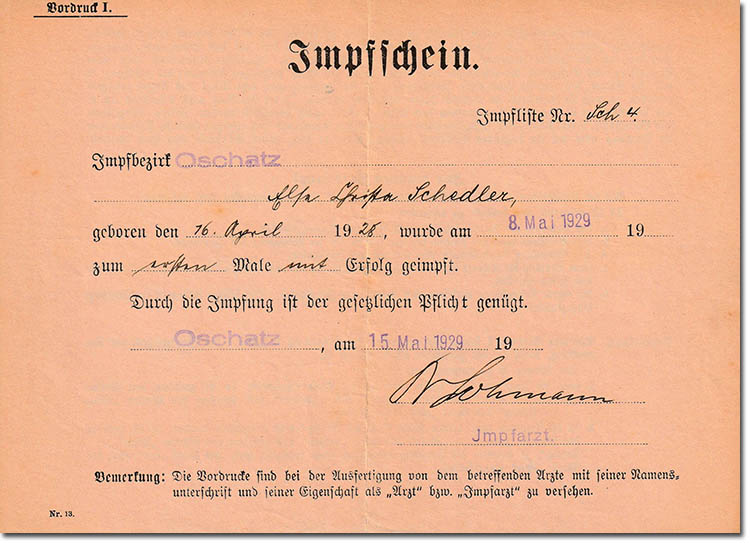 Vordruck I.
Impfschein.
Impfliste Nr. Sch 4.
Impfbezirk Oschatz
Else Christa Schedler,
geboren den 16. April 1928, wurde am 8. Mai 1929 19
zum ersten Male mit Erfolg geimpft.
Durch die Impfung ist der gesetzlichen Pflicht genügt.
Oschatz, am 15. Mai 1929 19
Impfarzt.
Bemerkung: Die Vordrucke sind bei der Ausfertigung von dem betreffenden Arzte mit seiner Namens-
unterschrift und seiner Eigenschaft als „Arzt“ bzw. „Impfarzt“ zu versehen.
Nr. 13.